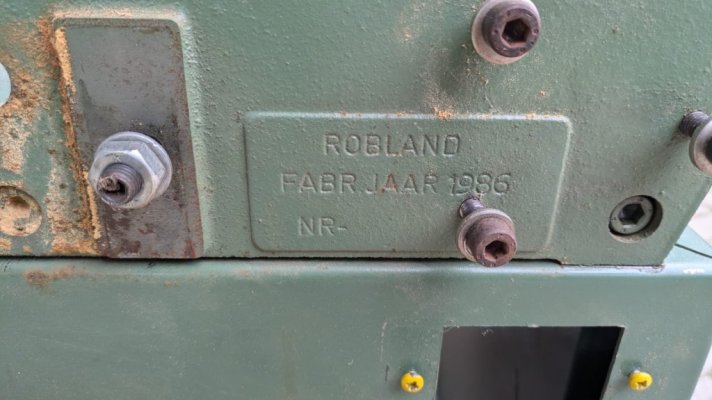 ROBLAND
FABR JAAR 1986
NR-